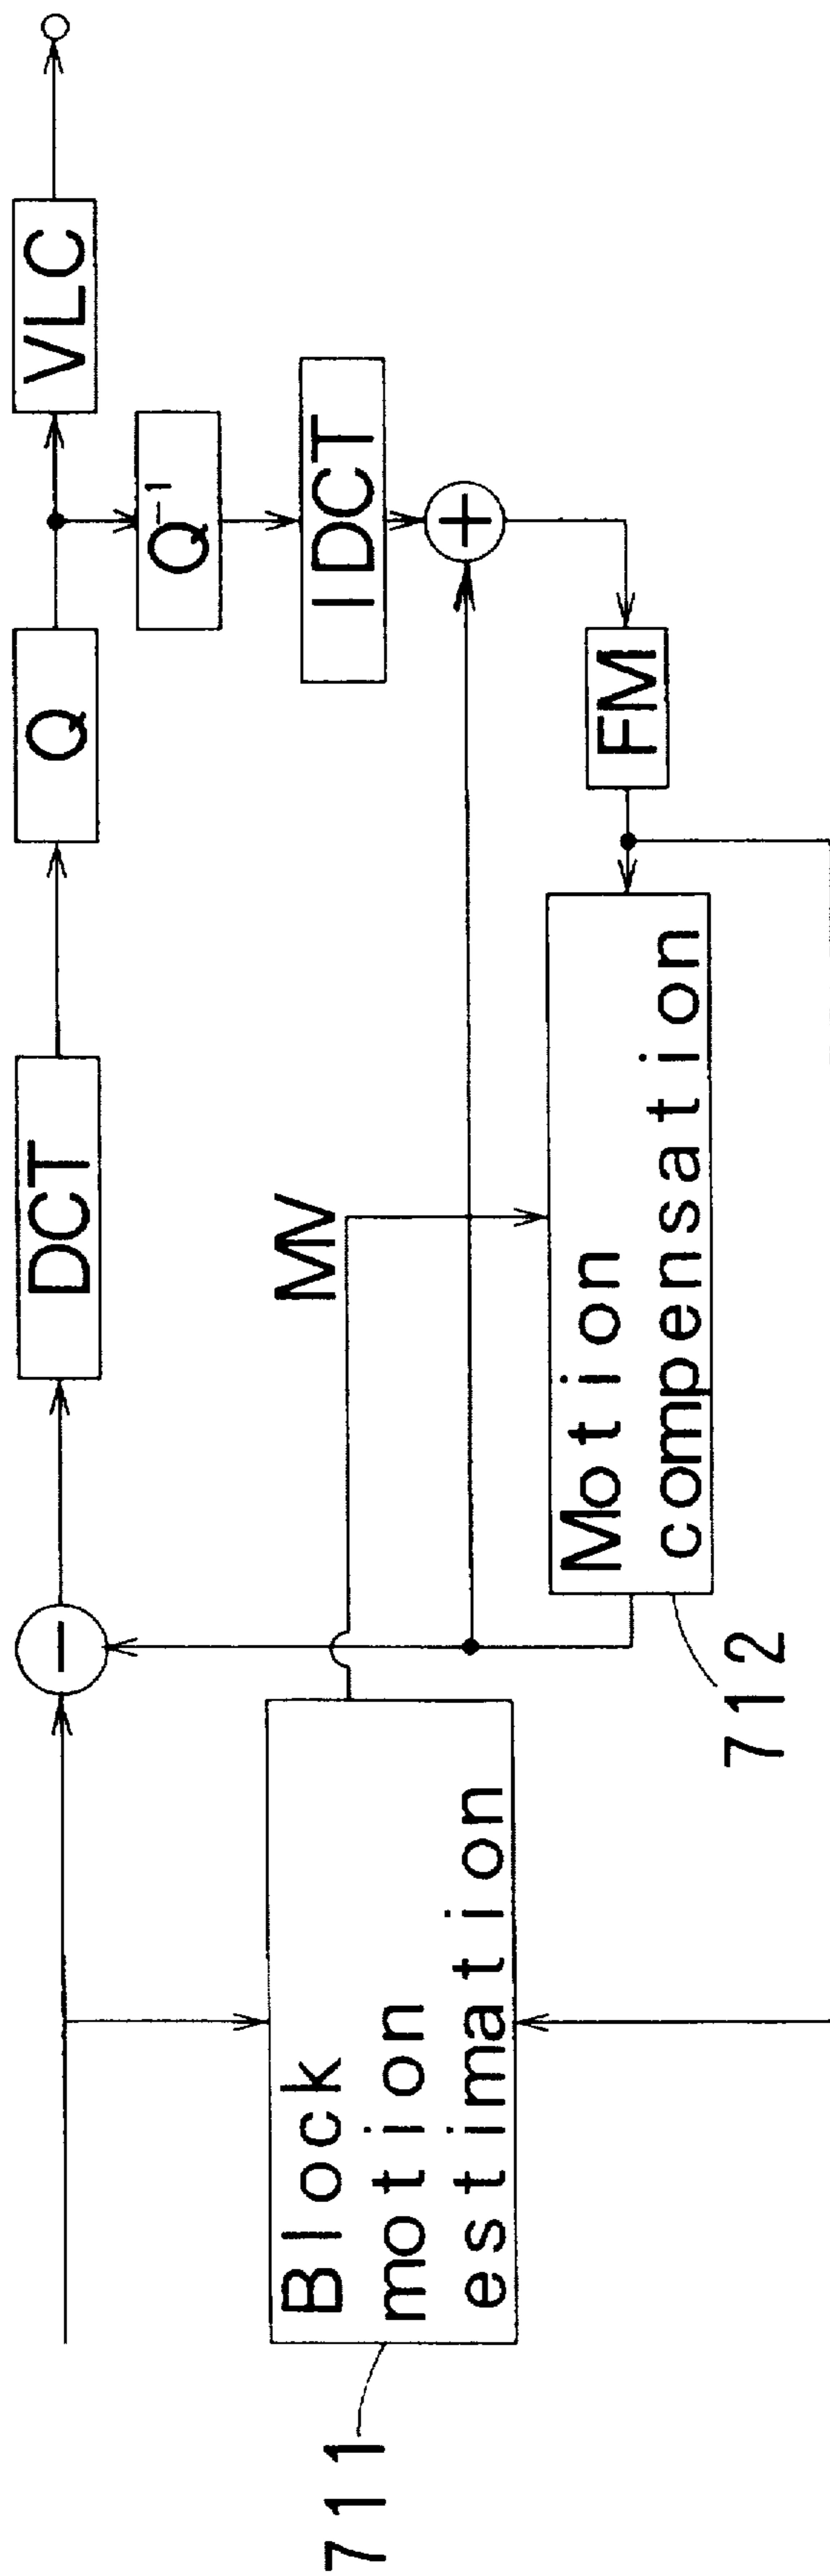 DCT
Q
VLC
Q⁻¹
IDCT
MV
FM
Block
motion
estimation
Motion
compensation
711
712